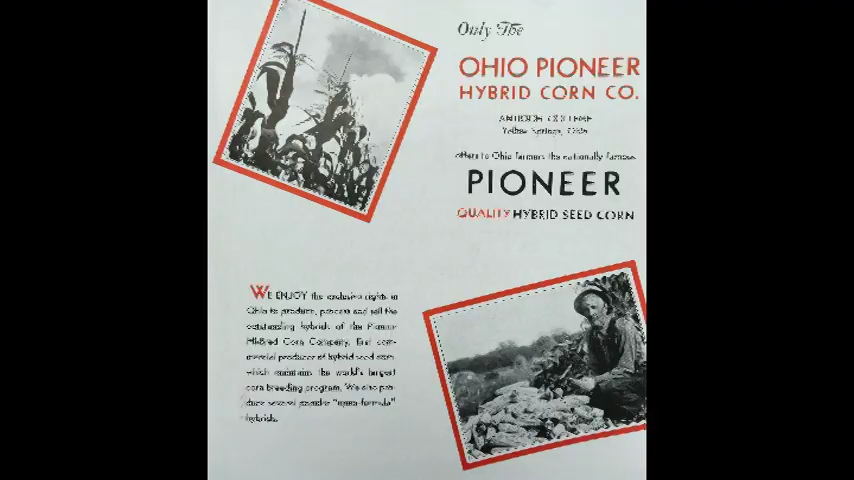 Only The
OHIO PIONEER
HYBRID CORN CO.
ANTIOCH COLLEGE
Yellow Springs, Ohio
offers to Ohio farmers the nationally famous
PIONEER
QUALITY HYBRID SEED CORN
WE ENJOY the exclusive rights in
Ohio to produce, process and sell the
outstanding hybrids of the Pioneer
Hi-Bred Corn Company, first com-
mercial producer of hybrid seed corn,
which maintains the world's largest
corn breeding program. We also pro-
duce several popular "open-formula"
hybrids.